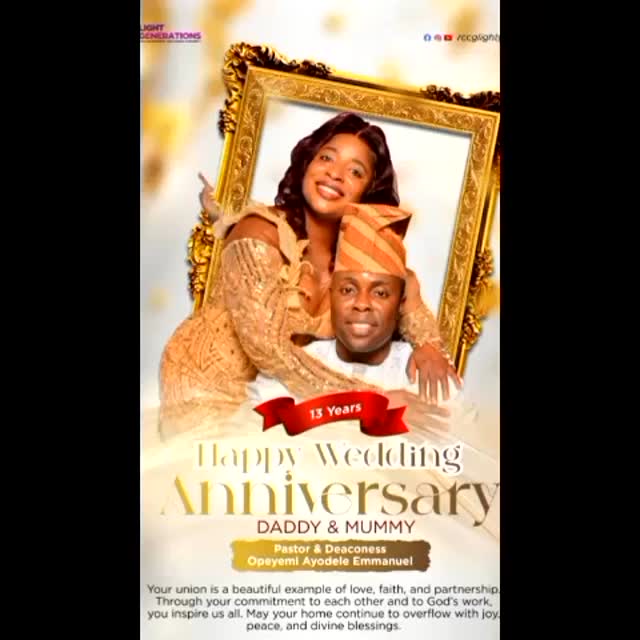 LIGHT
GENERATIONS
13 Years
Happy Wedding
Anniversary
DADDY & MUMMY
Pastor & Deaconess
Opeyemi Ayodele Emmanuel
Your union is a beautiful example of love, faith, and partnership.
Through your commitment to each other and to God's work,
you inspire us all. May your home continue to overflow with joy,
peace, and divine blessings.